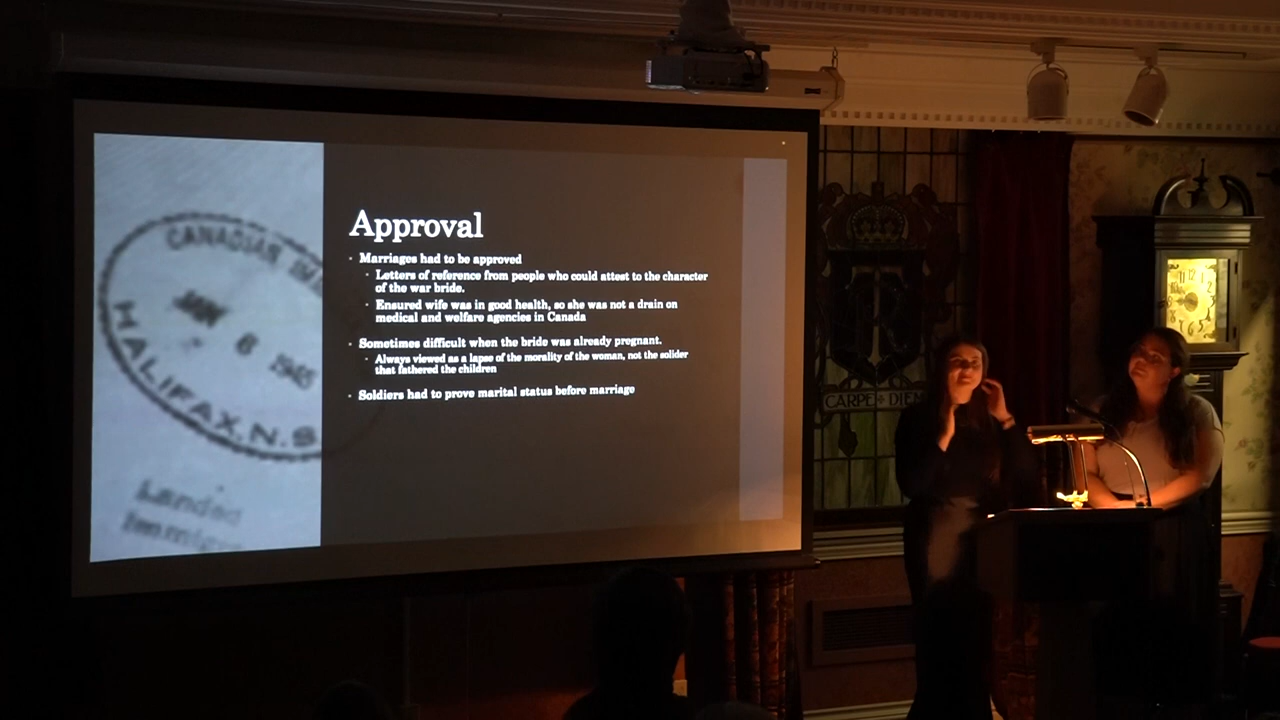 CANADIAN IM
JAN 8 1945
HALIFAX, N.S.
Landed
Immigra
Approval
Marriages had to be approved
Letters of reference from people who could attest to the character
of the war bride.
Ensured wife was in good health, so she was not a drain on
medical and welfare agencies in Canada
Sometimes difficult when the bride was already pregnant.
Always viewed as a lapse of the morality of the woman, not the solider
that fathered the children
Soldiers had to prove marital status before marriage
CARPE DIEM